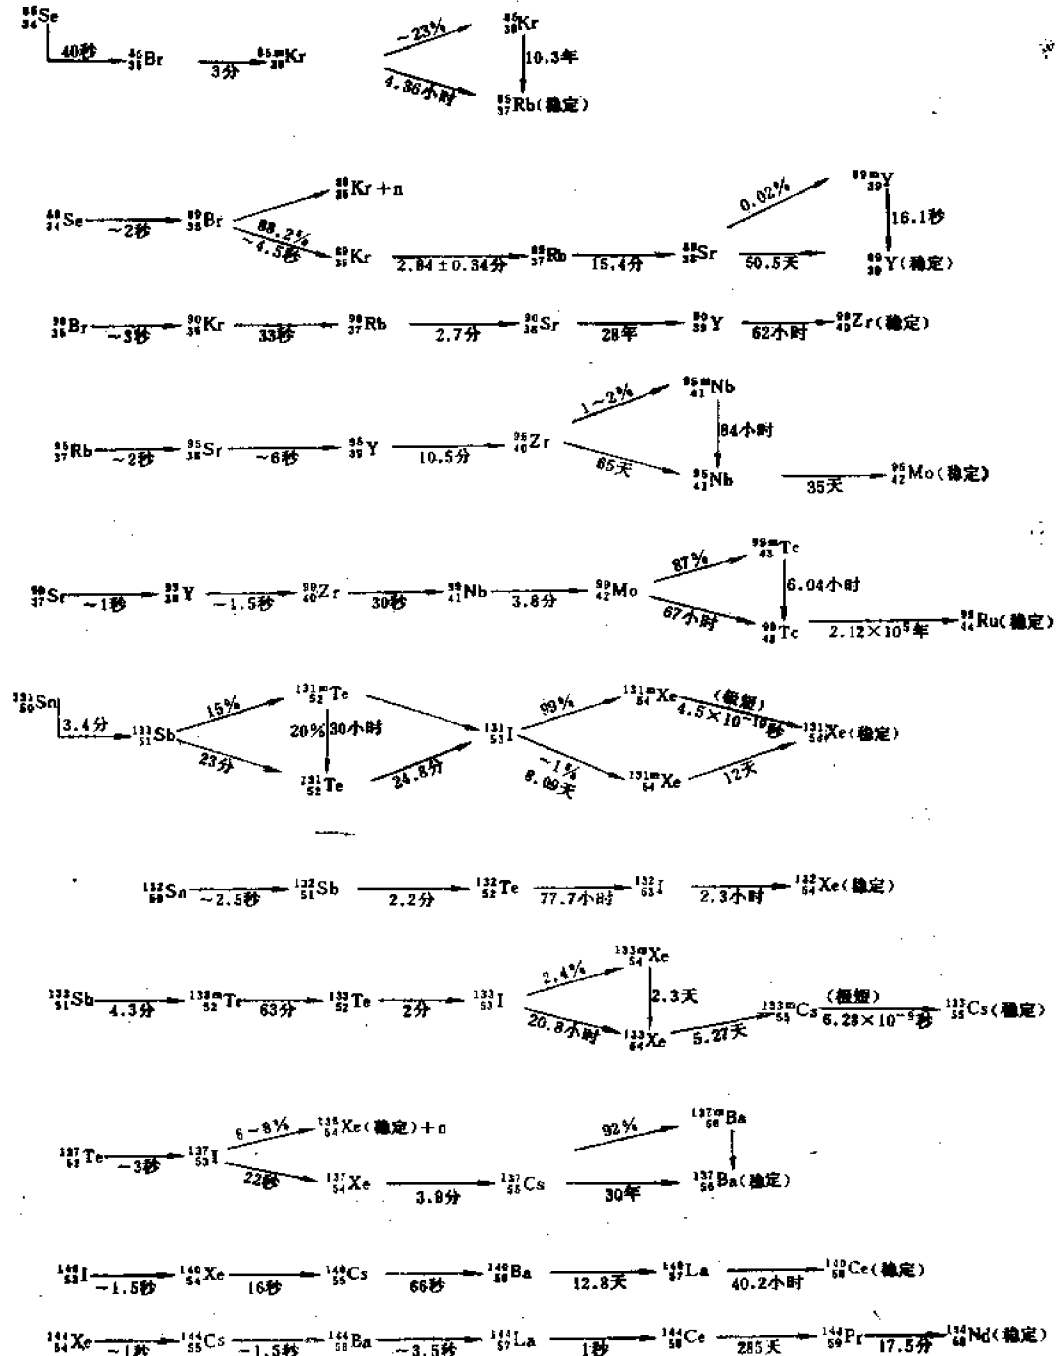 ⁸⁵₃₄Se 40秒 ⁸⁵₃₅Br 3分 ⁸⁵ᵐ₃₆Kr ~23% ⁸⁵₃₆Kr 10.3年
4.36小时 ⁸⁵₃₇Rb(稳定)
⁸⁹₃₄Se ~2秒 ⁸⁹₃₅Br ⁸⁸₃₆Kr+n
88.2% ~4.5秒 ⁸⁹₃₆Kr 2.84±0.34分 ⁸⁹₃₇Rb 15.4分 ⁸⁹₃₈Sr 0.02% ⁸⁹ᵐ₃₉Y 16.1秒
50.5天 ⁸⁹₃₉Y(稳定)
⁹⁰₃₅Br ~3秒 ⁹⁰₃₆Kr 33秒 ⁹⁰₃₇Rb 2.7分 ⁹⁰₃₈Sr 28年 ⁹⁰₃₉Y 62小时 ⁹⁰₄₀Zr(稳定)
⁹⁵₃₇Rb ~2秒 ⁹⁵₃₈Sr ~6秒 ⁹⁵₃₉Y 10.5分 ⁹⁵₄₀Zr 1~2% ⁹⁵ᵐ₄₁Nb 84小时
65天 ⁹⁵₄₁Nb 35天 ⁹⁵₄₂Mo(稳定)
⁹⁹₃₇Sr ~1秒 ⁹⁹₃₉Y ~1.5秒 ⁹⁹₄₀Zr 30秒 ⁹⁹₄₁Nb 3.8分 ⁹⁹₄₂Mo 87% ⁹⁹ᵐ₄₃Tc 6.04小时
67小时 ⁹⁹₄₃Tc 2.12×10⁵年 ⁹⁹₄₄Ru(稳定)
¹³¹₅₀Sn 3.4分 ¹³¹₅₁Sb 15% ¹³¹ᵐ₅₂Te 20% 30小时 ¹³¹₅₃I 99% ¹³¹ᵐ₅₄Xe (极短) 4.5×10⁻¹⁰秒 ¹³¹₅₄Xe(稳定)
23分 ¹³¹₅₂Te 24.8分 ~1% 8.09天 ¹³¹ᵐ₅₄Xe 12天
¹³²₅₀Sn ~2.5秒 ¹³²₅₁Sb 2.2分 ¹³²₅₂Te 77.7小时 ¹³²₅₃I 2.3小时 ¹³²₅₄Xe(稳定)
¹³³₅₁Sb 4.3分 ¹³³ᵐ₅₂Te 63分 ¹³³₅₂Te 2分 ¹³³₅₃I 2.4% ¹³³ᵐ₅₄Xe 2.3天
20.8小时 ¹³³₅₄Xe 5.27天 ¹³³ᵐ₅₅Cs (极短) 6.28×10⁻⁹秒 ¹³³₅₅Cs(稳定)
¹³⁷₅₂Te ~3秒 ¹³⁷₅₃I 6-8% ¹³⁶₅₄Xe(稳定)+n
22秒 ¹³⁷₅₄Xe 3.9分 ¹³⁷₅₅Cs 92% ¹³⁷ᵐ₅₆Ba
30年 ¹³⁷₅₆Ba(稳定)
¹⁴⁰₅₃I ~1.5秒 ¹⁴⁰₅₄Xe 16秒 ¹⁴⁰₅₅Cs 66秒 ¹⁴⁰₅₆Ba 12.8天 ¹⁴⁰₅₇La 40.2小时 ¹⁴⁰₅₈Ce(稳定)
¹⁴⁴₅₄Xe ~1秒 ¹⁴⁴₅₅Cs ~1.5秒 ¹⁴⁴₅₆Ba ~3.5秒 ¹⁴⁴₅₇La 1秒 ¹⁴⁴₅₈Ce 285天 ¹⁴⁴₅₉Pr 17.5分 ¹⁴⁴₆₀Nd(稳定)